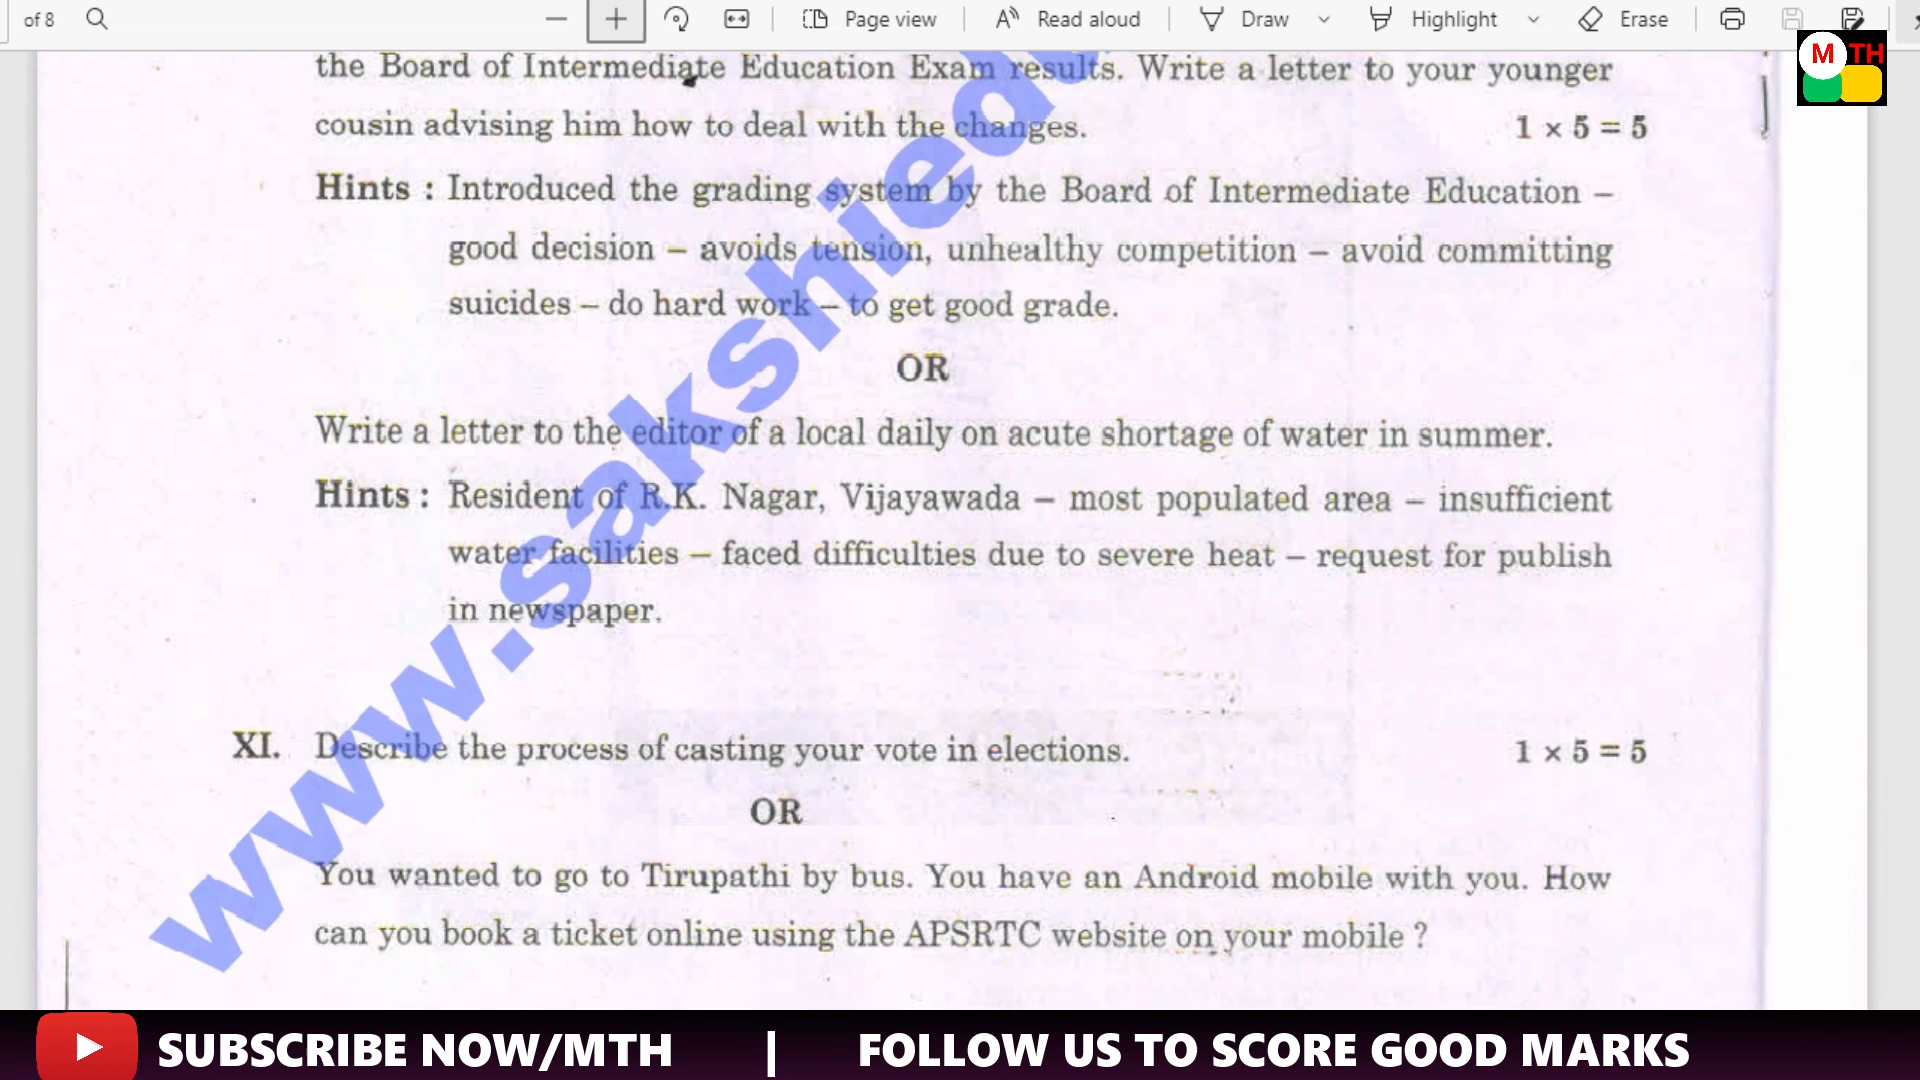 of 8
Page view
Read aloud
Draw
Highlight
Erase
M TH
the Board of Intermediate Education Exam results. Write a letter to your younger
cousin advising him how to deal with the changes. 1 × 5 = 5
Hints : Introduced the grading system by the Board of Intermediate Education –
good decision – avoids tension, unhealthy competition – avoid committing
suicides – do hard work – to get good grade.
OR
Write a letter to the editor of a local daily on acute shortage of water in summer.
Hints : Resident of R.K. Nagar, Vijayawada – most populated area – insufficient
water facilities – faced difficulties due to severe heat – request for publish
in newspaper.
XI. Describe the process of casting your vote in elections. 1 × 5 = 5
OR
You wanted to go to Tirupathi by bus. You have an Android mobile with you. How
can you book a ticket online using the APSRTC website on your mobile ?
www.sakshiedu
SUBSCRIBE NOW/MTH | FOLLOW US TO SCORE GOOD MARKS